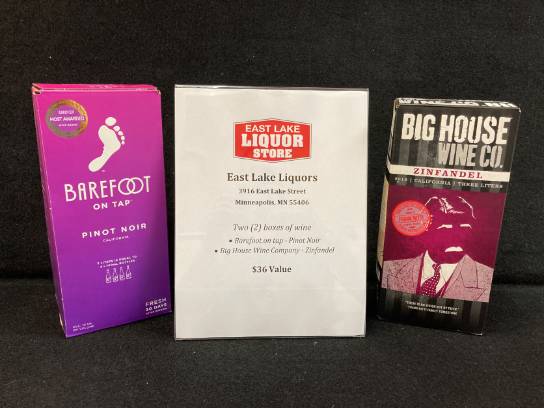 MOST AWARDED
BAREFOOT
ON TAP
PINOT NOIR
CALIFORNIA
FRESH
30 DAYS
EAST LAKE
LIQUOR
STORE
East Lake Liquors
3916 East Lake Street
Minneapolis, MN 55406
Two (2) boxes of wine
• Barefoot on tap - Pinot Noir
• Big House Wine Company - Zinfandel
$36 Value
BIG HOUSE
WINE CO.
ZINFANDEL
CALIFORNIA | THREE LITERS